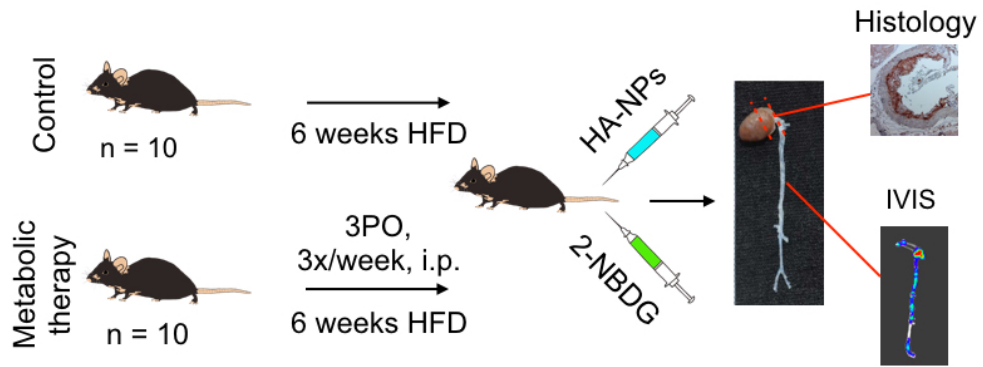 Histology
Control
n = 10
6 weeks HFD
HA-NPs
IVIS
Metabolic
therapy
n = 10
3PO,
3x/week, i.p.
6 weeks HFD
2-NBDG